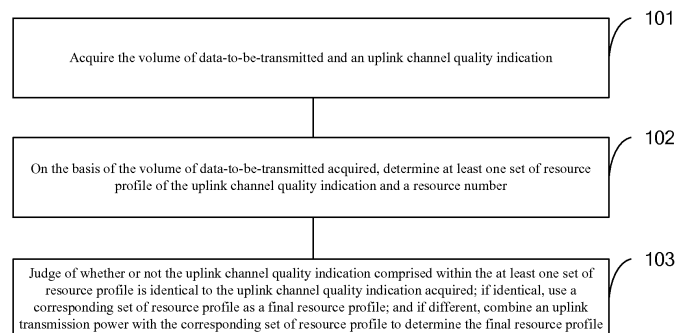 101
Acquire the volume of data-to-be-transmitted and an uplink channel quality indication
102
On the basis of the volume of data-to-be-transmitted acquired, determine at least one set of resource
profile of the uplink channel quality indication and a resource number
103
Judge of whether or not the uplink channel quality indication comprised within the at least one set of
resource profile is identical to the uplink channel quality indication acquired; if identical, use a
corresponding set of resource profile as a final resource profile; and if different, combine an uplink
transmission power with the corresponding set of resource profile to determine the final resource profile